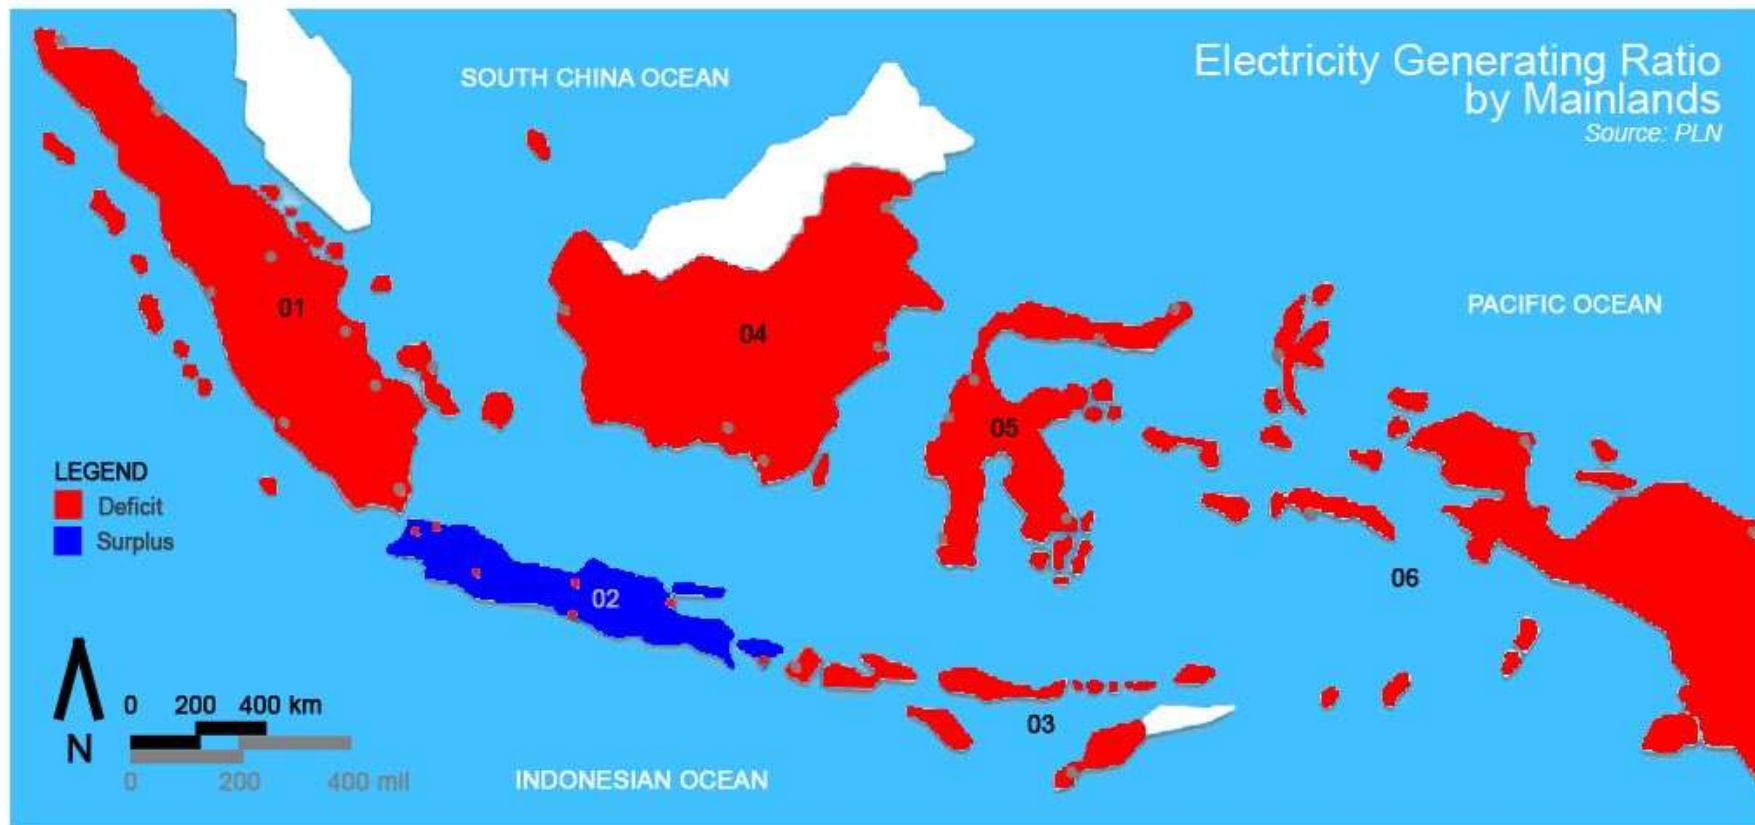 Electricity Generating Ratio
by Mainlands
Source: PLN
SOUTH CHINA OCEAN
PACIFIC OCEAN
01
04
05
LEGEND
Deficit
Surplus
06
02
03
0 200 400 km
N
0 200 400 mil
INDONESIAN OCEAN